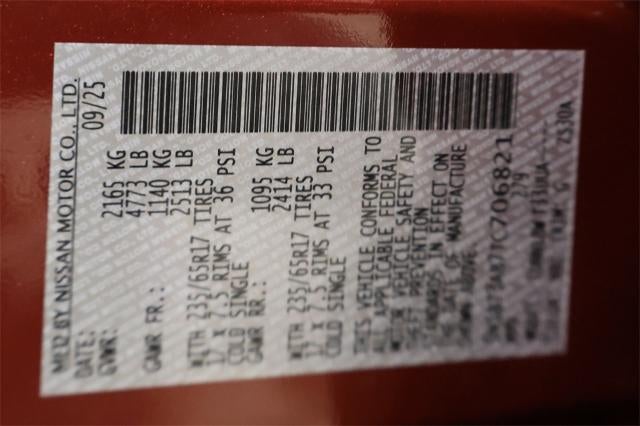 MFD BY NISSAN MOTOR CO., LTD.
DATE: 09/25
GVWR: 2165 KG
4773 LB
GAWR FR.: 1140 KG
2513 LB
WITH 235/65R17 TIRES
17 X 7.5 RIMS AT 36 PSI
COLD SINGLE
GAWR RR.: 1095 KG
2414 LB
WITH 235/65R17 TIRES
17 X 7.5 RIMS AT 33 PSI
COLD SINGLE
THIS VEHICLE CONFORMS TO
ALL APPLICABLE FEDERAL
MOTOR VEHICLE SAFETY AND
THEFT PREVENTION
STANDARDS IN EFFECT ON
THE DATE OF MANUFACTURE
SHOWN ABOVE.
706821
MPV
TRIM: G 7S30A